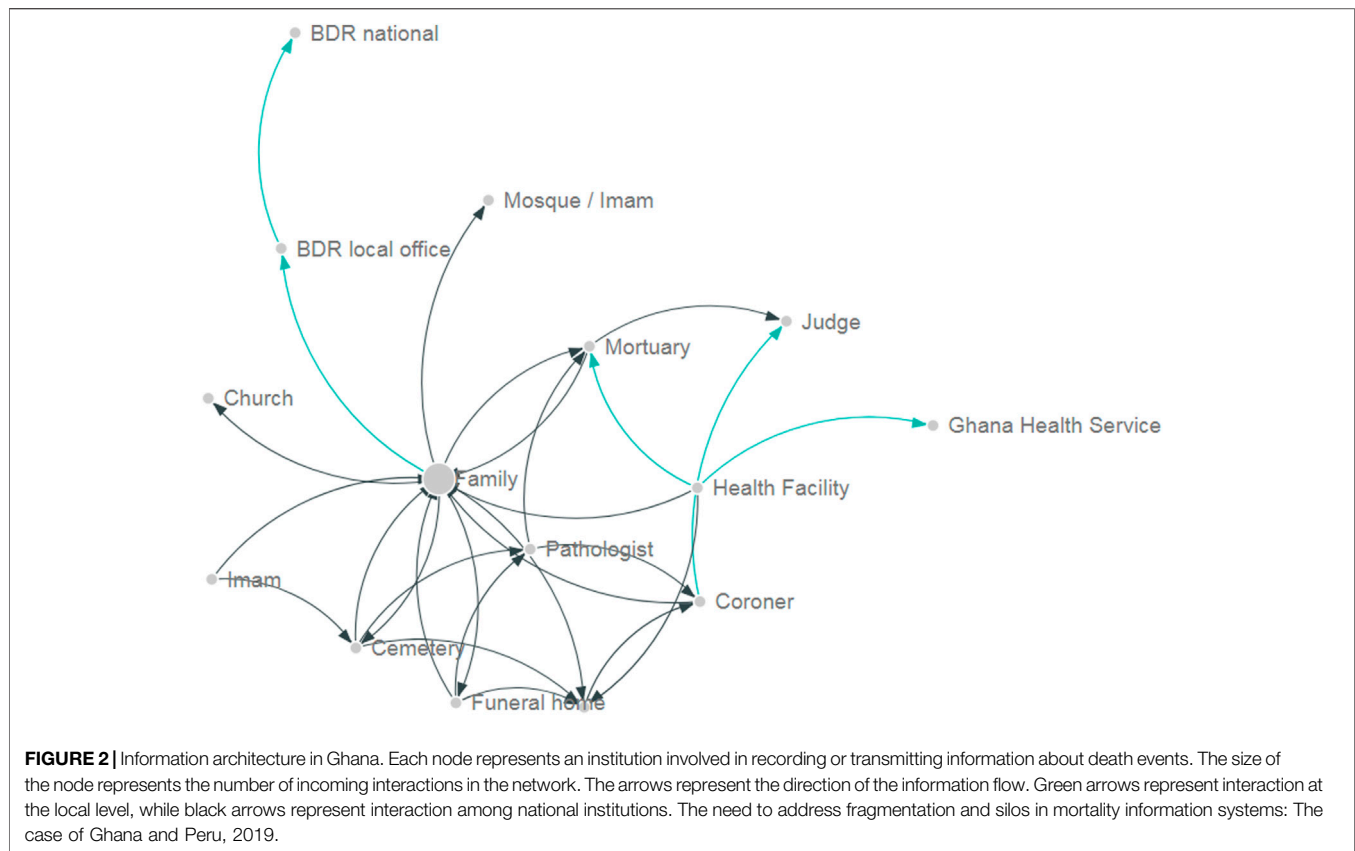 BDR national
Mosque / Imam
BDR local office
Judge
Mortuary
Church
Ghana Health Service
Family
Health Facility
Pathologist
Imam
Coroner
Cemetery
Funeral home
FIGURE 2 | Information architecture in Ghana. Each node represents an institution involved in recording or transmitting information about death events. The size of
the node represents the number of incoming interactions in the network. The arrows represent the direction of the information flow. Green arrows represent interaction at
the local level, while black arrows represent interaction among national institutions. The need to address fragmentation and silos in mortality information systems: The
case of Ghana and Peru, 2019.